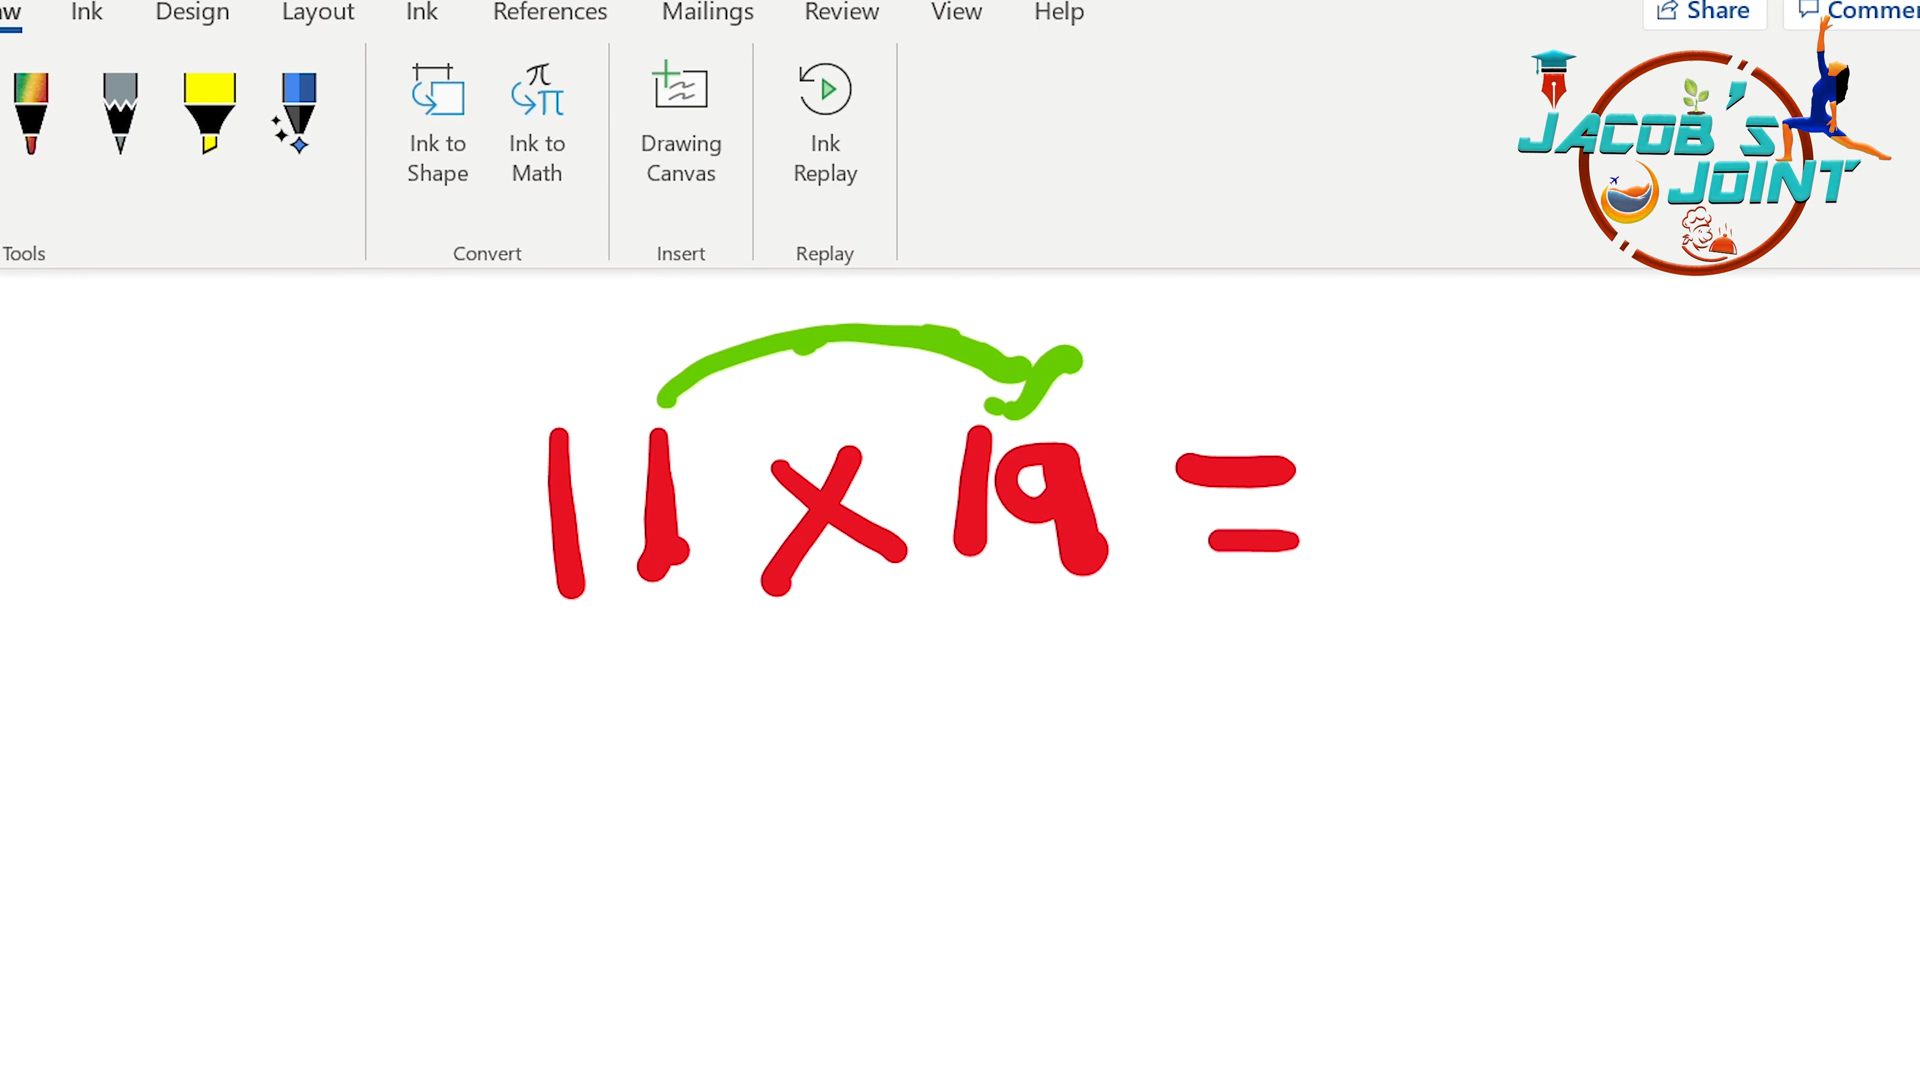 Ink Design Layout Ink References Mailings Review View Help Share
Ink to Shape
Ink to Math
Drawing Canvas
Ink Replay
Tools Convert Insert Replay
JACOB'S
JOINT
11 x 19 =